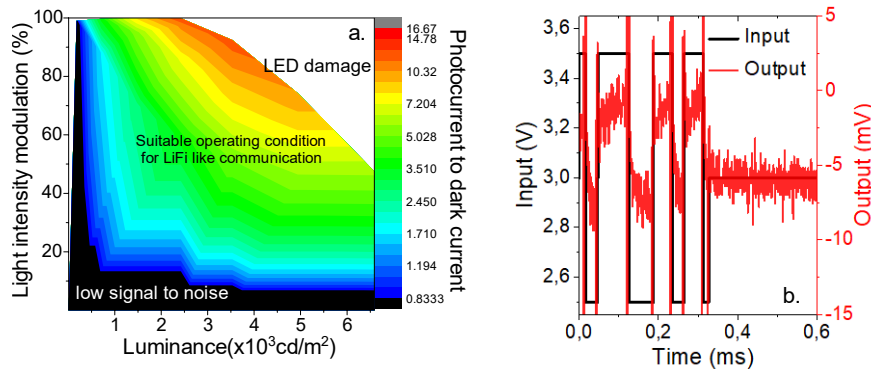 Light intensity modulation (%)
100
80
60
40
20
1
2
3
4
5
6
Luminance(x10³cd/m²)
a.
LED damage
Suitable operating condition
for LiFi like communication
low signal to noise
16.67
14.78
10.32
7.204
5.028
3.510
2.450
1.710
1.194
0.8333
Photocurrent to dark current
Input (V)
3,6
3,4
3,2
3,0
2,8
2,6
0,0
0,2
0,4
0,6
Time (ms)
Input
Output
b.
5
0
-5
-10
-15
Output (mV)